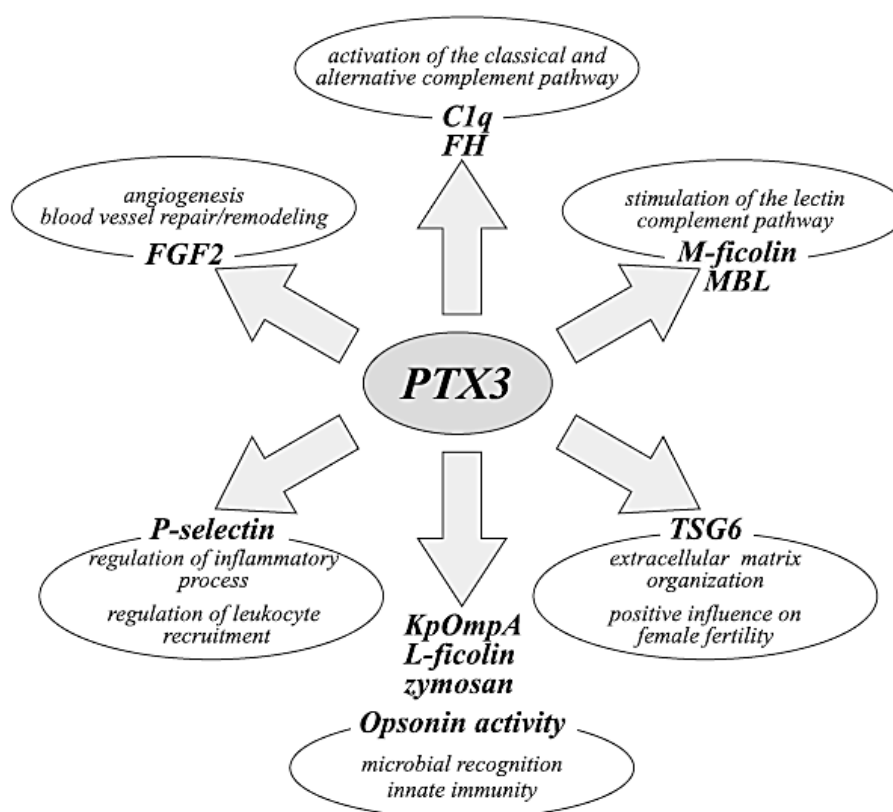 activation of the classical and
alternative complement pathway
C1q
FH
angiogenesis
blood vessel repair/remodeling
FGF2
stimulation of the lectin
complement pathway
M-ficolin
MBL
PTX3
P-selectin
regulation of inflammatory
process
regulation of leukocyte
recruitment
TSG6
extracellular matrix
organization
positive influence on
female fertility
KpOmpA
L-ficolin
zymosan
Opsonin activity
microbial recognition
innate immunity